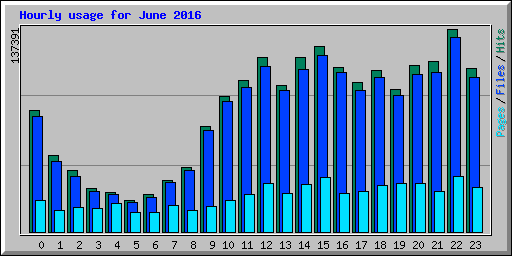 Hourly usage for June 2016
137391
Pages/Files/Hits
0 1 2 3 4 5 6 7 8 9 10 11 12 13 14 15 16 17 18 19 20 21 22 23